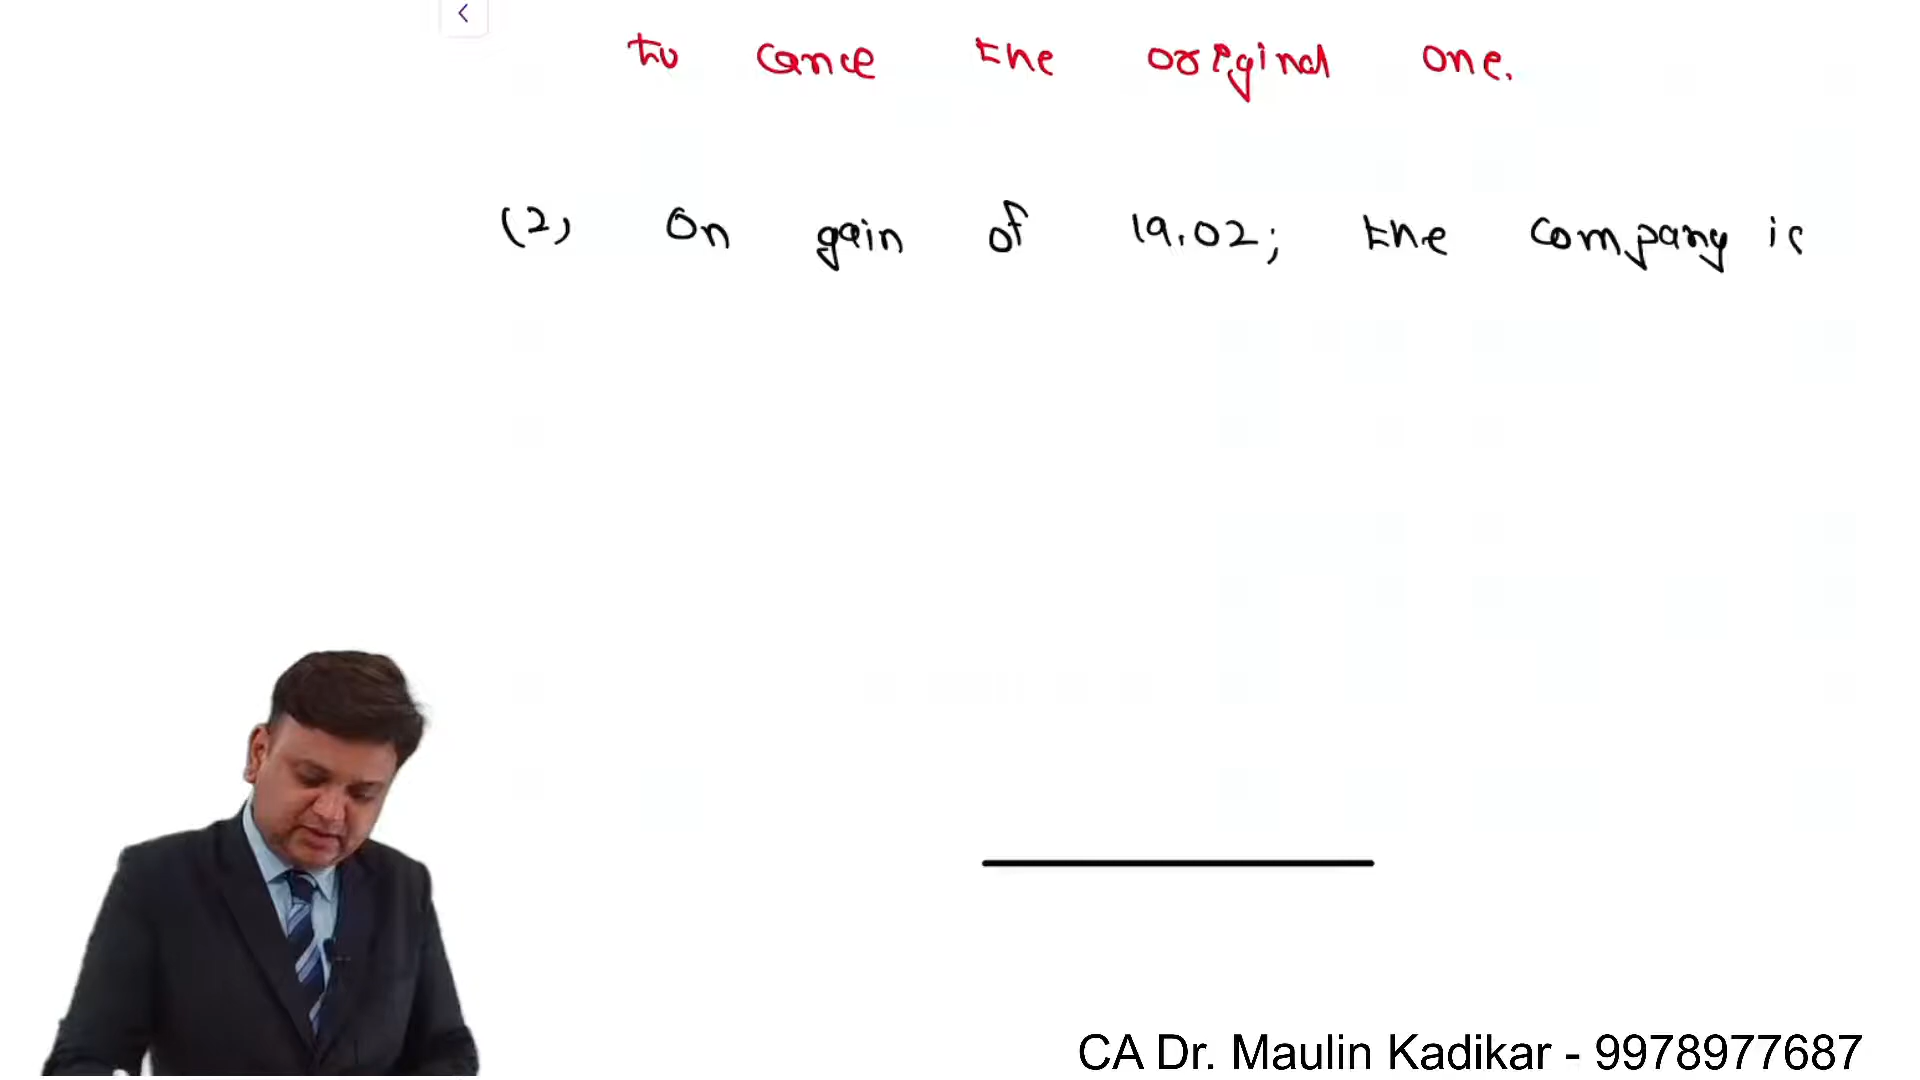 to cance the original one.
(2) On gain of 19.02; the company is
CA Dr. Maulin Kadikar - 9978977687